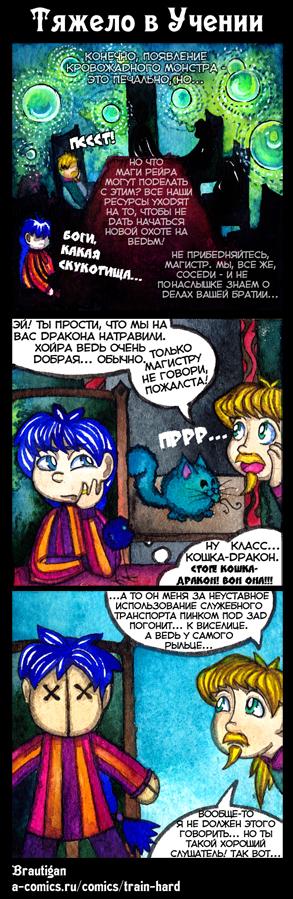 Тяжело в Учении
КОНЕЧНО, ПОЯВЛЕНИЕ
КРОВОЖАДНОГО МОНСТРА -
ЭТО ПЕЧАЛЬНО, НО...
ПСССТ!
НО ЧТО
МАГИ РЕЙРА
МОГУТ ПОДЕЛАТЬ
С ЭТИМ? ВСЕ НАШИ
РЕСУРСЫ УХОДЯТ
НА ТО, ЧТОБЫ НЕ
ДАТЬ НАЧАТЬСЯ
НОВОЙ ОХОТЕ НА
ВЕДЬМ!
БОГИ,
КАКАЯ
СКУКОТИЩА...
НЕ ПРИБЕДНЯЙТЕСЬ,
МАГИСТР. МЫ, ВСЕ ЖЕ,
СОСЕДИ - И НЕ
ПОНАСЛЫШКЕ ЗНАЕМ О
ДЕЛАХ ВАШЕЙ БРАТИИ...
ЭЙ! ТЫ ПРОСТИ, ЧТО МЫ НА
ВАС ДРАКОНА НАТРАВИЛИ.
ХОЙРА ВЕДЬ ОЧЕНЬ
ДОБРАЯ... ОБЫЧНО.
ТОЛЬКО
МАГИСТРУ
НЕ ГОВОРИ,
ПОЖАЛСТА!
ПРРР...
НУ КЛАСС...
КОШКА-ДРАКОН.
СТОП! КОШКА-
ДРАКОН! ВОИ ОНА!!!
...А ТО ОН МЕНЯ ЗА НЕУСТАВНОЕ
ИСПОЛЬЗОВАНИЕ СЛУЖЕБНОГО
ТРАНСПОРТА ПИНКОМ ПОД ЗАД
ПОГОНИТ... К ВИСЕЛИЦЕ.
А ВЕДЬ У САМОГО
РЫЛЬЦЕ...
ВООБЩЕ-ТО
Я НЕ ДОЛЖЕН ЭТОГО
ГОВОРИТЬ... НО ТЫ
ТАКОЙ ХОРОШИЙ
СЛУШАТЕЛЬ! ТАК ВОТ...
Brautigan
a-comics.ru/comics/train-hard